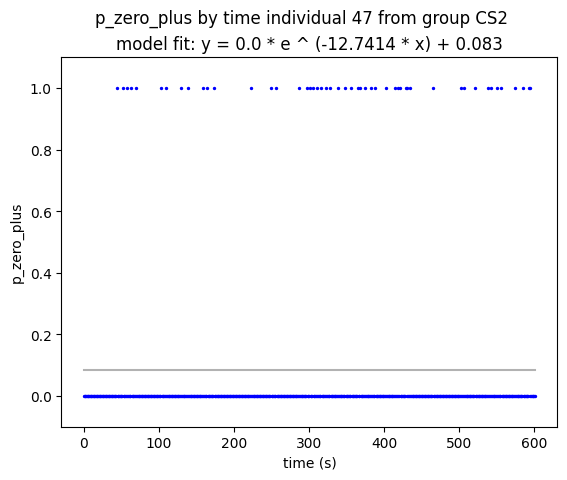 p_zero_plus by time individual 47 from group CS2
model fit: y = 0.0 * e ^ (-12.7414 * x) + 0.083
1.0
0.8
0.6
0.4
0.2
0.0
p_zero_plus
0 100 200 300 400 500 600
time (s)